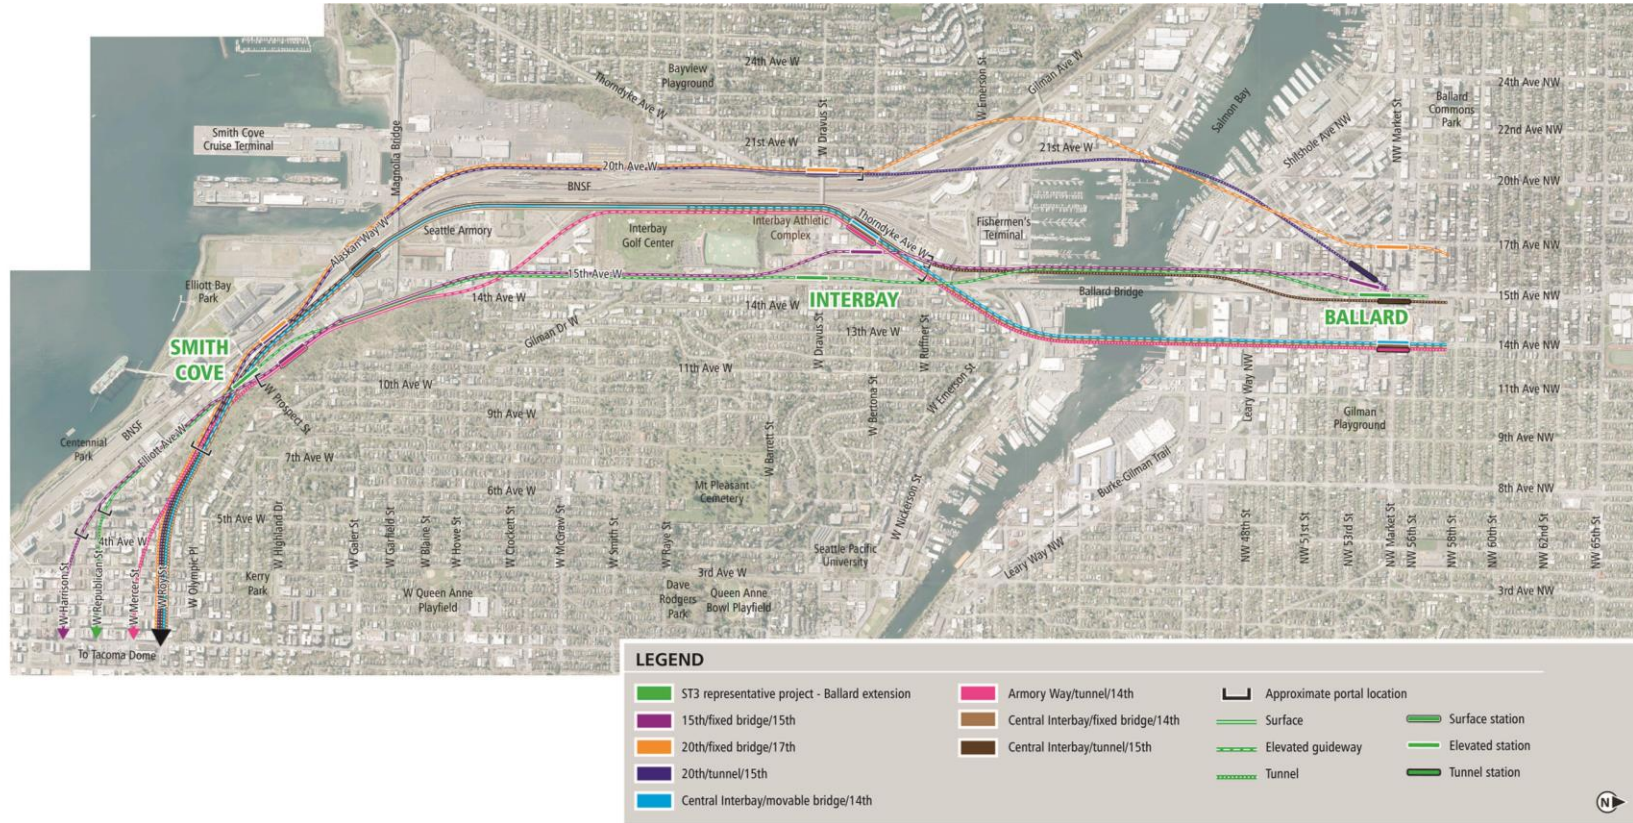 24th Ave W
Bayview
Playground
Thorndyke Ave W
W Dravus St
W Emerson St
Gilman Ave W
Salmon Bay
24th Ave NW
Ballard
Commons
Park
NW Market St
22nd Ave NW
Shilshole Ave NW
Smith Cove
Cruise Terminal
Magnolia Bridge
21st Ave W
21st Ave W
20th Ave W
BNSF
20th Ave NW
Alaskan Way W
Seattle Armory
Interbay
Golf Center
Interbay Athletic
Complex
Thorndyke Ave W
Fishermen's
Terminal
17th Ave NW
15th Ave W
Elliott Bay
Park
14th Ave W
14th Ave W
INTERBAY
Ballard Bridge
15th Ave NW
BALLARD
Gilman Dr W
W Dravus St
13th Ave W
W Ruffner St
14th Ave NW
SMITH
COVE
10th Ave W
11th Ave W
W Emerson St
Leary Way NW
11th Ave NW
W Prospect St
9th Ave W
W Bertona St
Gilman
Playground
Centennial
Park
BNSF
Elliott Ave W
7th Ave W
W Barrett St
9th Ave NW
Burke-Gilman Trail
6th Ave W
Mt Pleasant
Cemetery
8th Ave NW
W Nickerson St
5th Ave W
4th Ave W
W Highland Dr
W Galer St
W Garfield St
W Blaine St
W Howe St
W Crockett St
W McGraw St
W Smith St
W Raye St
Seattle Pacific
University
Leary Way NW
NW 48th St
NW 51st St
NW 53rd St
NW Market St
NW 56th St
NW 58th St
NW 60th St
NW 62nd St
NW 65th St
W Harrison St
W Republican St
W Mercer St
W Roy St
W Olympic Pl
Kerry
Park
W Queen Anne
Playfield
3rd Ave W
Dave
Rodgers
Park
Queen Anne
Bowl Playfield
3rd Ave NW
To Tacoma Dome
LEGEND
ST3 representative project - Ballard extension
15th/fixed bridge/15th
20th/fixed bridge/17th
20th/tunnel/15th
Central Interbay/movable bridge/14th
Armory Way/tunnel/14th
Central Interbay/fixed bridge/14th
Central Interbay/tunnel/15th
Approximate portal location
Surface
Elevated guideway
Tunnel
Surface station
Elevated station
Tunnel station
N